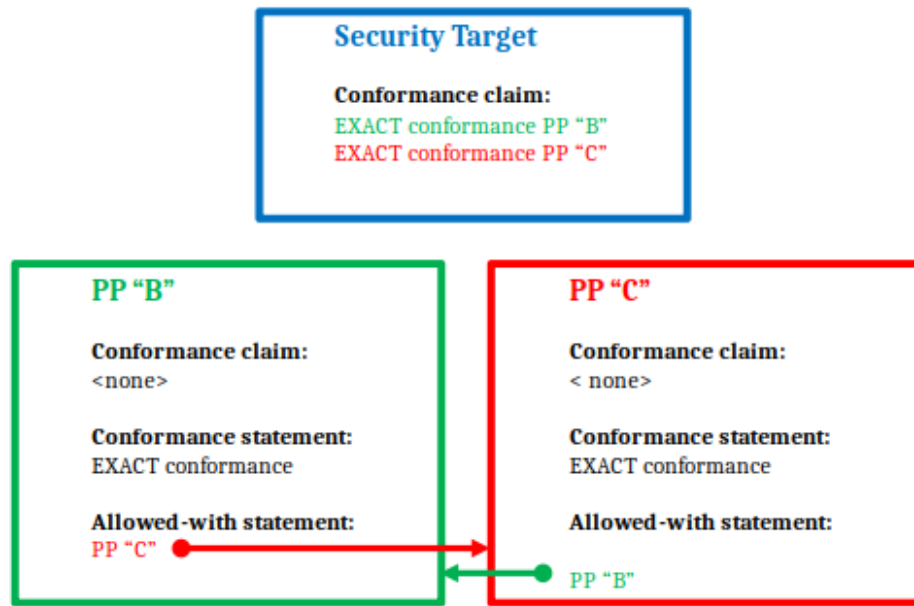 Security Target
Conformance claim:
EXACT conformance PP “B”
EXACT conformance PP “C”
PP “B”
Conformance claim:
<none>
Conformance statement:
EXACT conformance
Allowed-with statement:
PP “C”
PP “C”
Conformance claim:
< none>
Conformance statement:
EXACT conformance
Allowed-with statement:
PP “B”